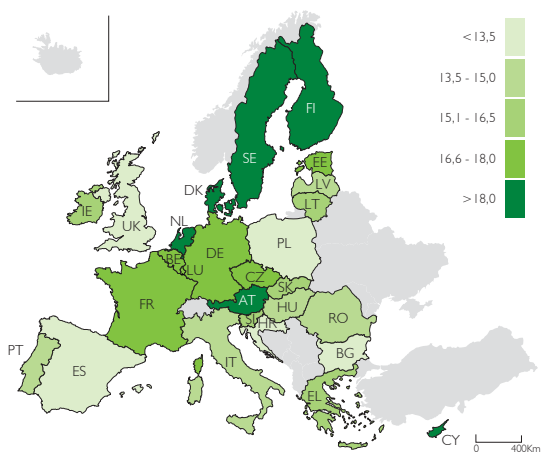 <13,5
13,5 - 15,0
15,1 - 16,5
16,6 - 18,0
>18,0
FI
SE
EE
LV
LT
DK
IE
UK
NL
BE
LU
DE
PL
CZ
SK
AT
HU
FR
SI
HR
RO
BG
PT
ES
IT
EL
CY
0 400Km